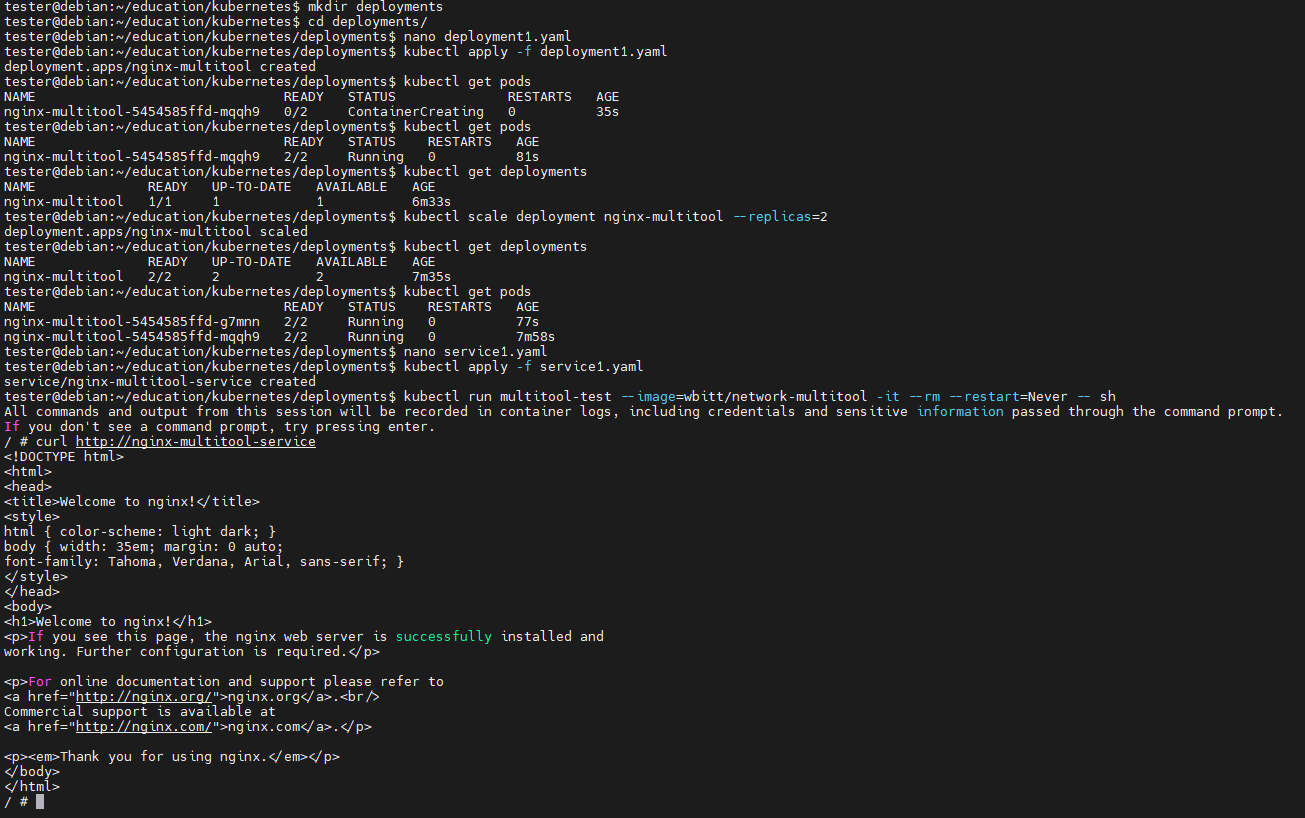 tester@debian:~/education/kubernetes$ mkdir deployments
tester@debian:~/education/kubernetes$ cd deployments/
tester@debian:~/education/kubernetes/deployments$ nano deployment1.yaml
tester@debian:~/education/kubernetes/deployments$ kubectl apply -f deployment1.yaml
deployment.apps/nginx-multitool created
tester@debian:~/education/kubernetes/deployments$ kubectl get pods
NAME                               READY   STATUS              RESTARTS   AGE
nginx-multitool-5454585ffd-mqqh9   0/2     ContainerCreating   0          35s
tester@debian:~/education/kubernetes/deployments$ kubectl get pods
NAME                               READY   STATUS    RESTARTS   AGE
nginx-multitool-5454585ffd-mqqh9   2/2     Running   0          81s
tester@debian:~/education/kubernetes/deployments$ kubectl get deployments
NAME              READY   UP-TO-DATE   AVAILABLE   AGE
nginx-multitool   1/1     1            1           6m33s
tester@debian:~/education/kubernetes/deployments$ kubectl scale deployment nginx-multitool --replicas=2
deployment.apps/nginx-multitool scaled
tester@debian:~/education/kubernetes/deployments$ kubectl get deployments
NAME              READY   UP-TO-DATE   AVAILABLE   AGE
nginx-multitool   2/2     2            2           7m35s
tester@debian:~/education/kubernetes/deployments$ kubectl get pods
NAME                               READY   STATUS    RESTARTS   AGE
nginx-multitool-5454585ffd-g7mnn   2/2     Running   0          77s
nginx-multitool-5454585ffd-mqqh9   2/2     Running   0          7m58s
tester@debian:~/education/kubernetes/deployments$ nano service1.yaml
tester@debian:~/education/kubernetes/deployments$ kubectl apply -f service1.yaml
service/nginx-multitool-service created
tester@debian:~/education/kubernetes/deployments$ kubectl run multitool-test --image=wbitt/network-multitool -it --rm --restart=Never -- sh
All commands and output from this session will be recorded in container logs, including credentials and sensitive information passed through the command prompt.
If you don't see a command prompt, try pressing enter.
/ # curl http://nginx-multitool-service
<!DOCTYPE html>
<html>
<head>
<title>Welcome to nginx!</title>
<style>
html { color-scheme: light dark; }
body { width: 35em; margin: 0 auto;
font-family: Tahoma, Verdana, Arial, sans-serif; }
</style>
</head>
<body>
<h1>Welcome to nginx!</h1>
<p>If you see this page, the nginx web server is successfully installed and
working. Further configuration is required.</p>

<p>For online documentation and support please refer to
<a href="http://nginx.org/">nginx.org</a>.<br/>
Commercial support is available at
<a href="http://nginx.com/">nginx.com</a>.</p>

<p><em>Thank you for using nginx.</em></p>
</body>
</html>
/ #